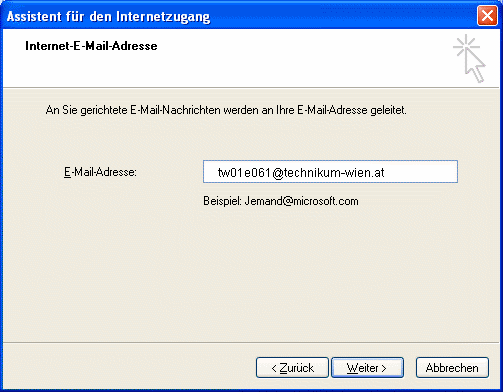 Assistent für den Internetzugang
Internet-E-Mail-Adresse
An Sie gerichtete E-Mail-Nachrichten werden an Ihre E-Mail-Adresse geleitet.
E-Mail-Adresse: tw01e061@technikum-wien.at
Beispiel: Jemand@microsoft.com
< Zurück Weiter > Abbrechen